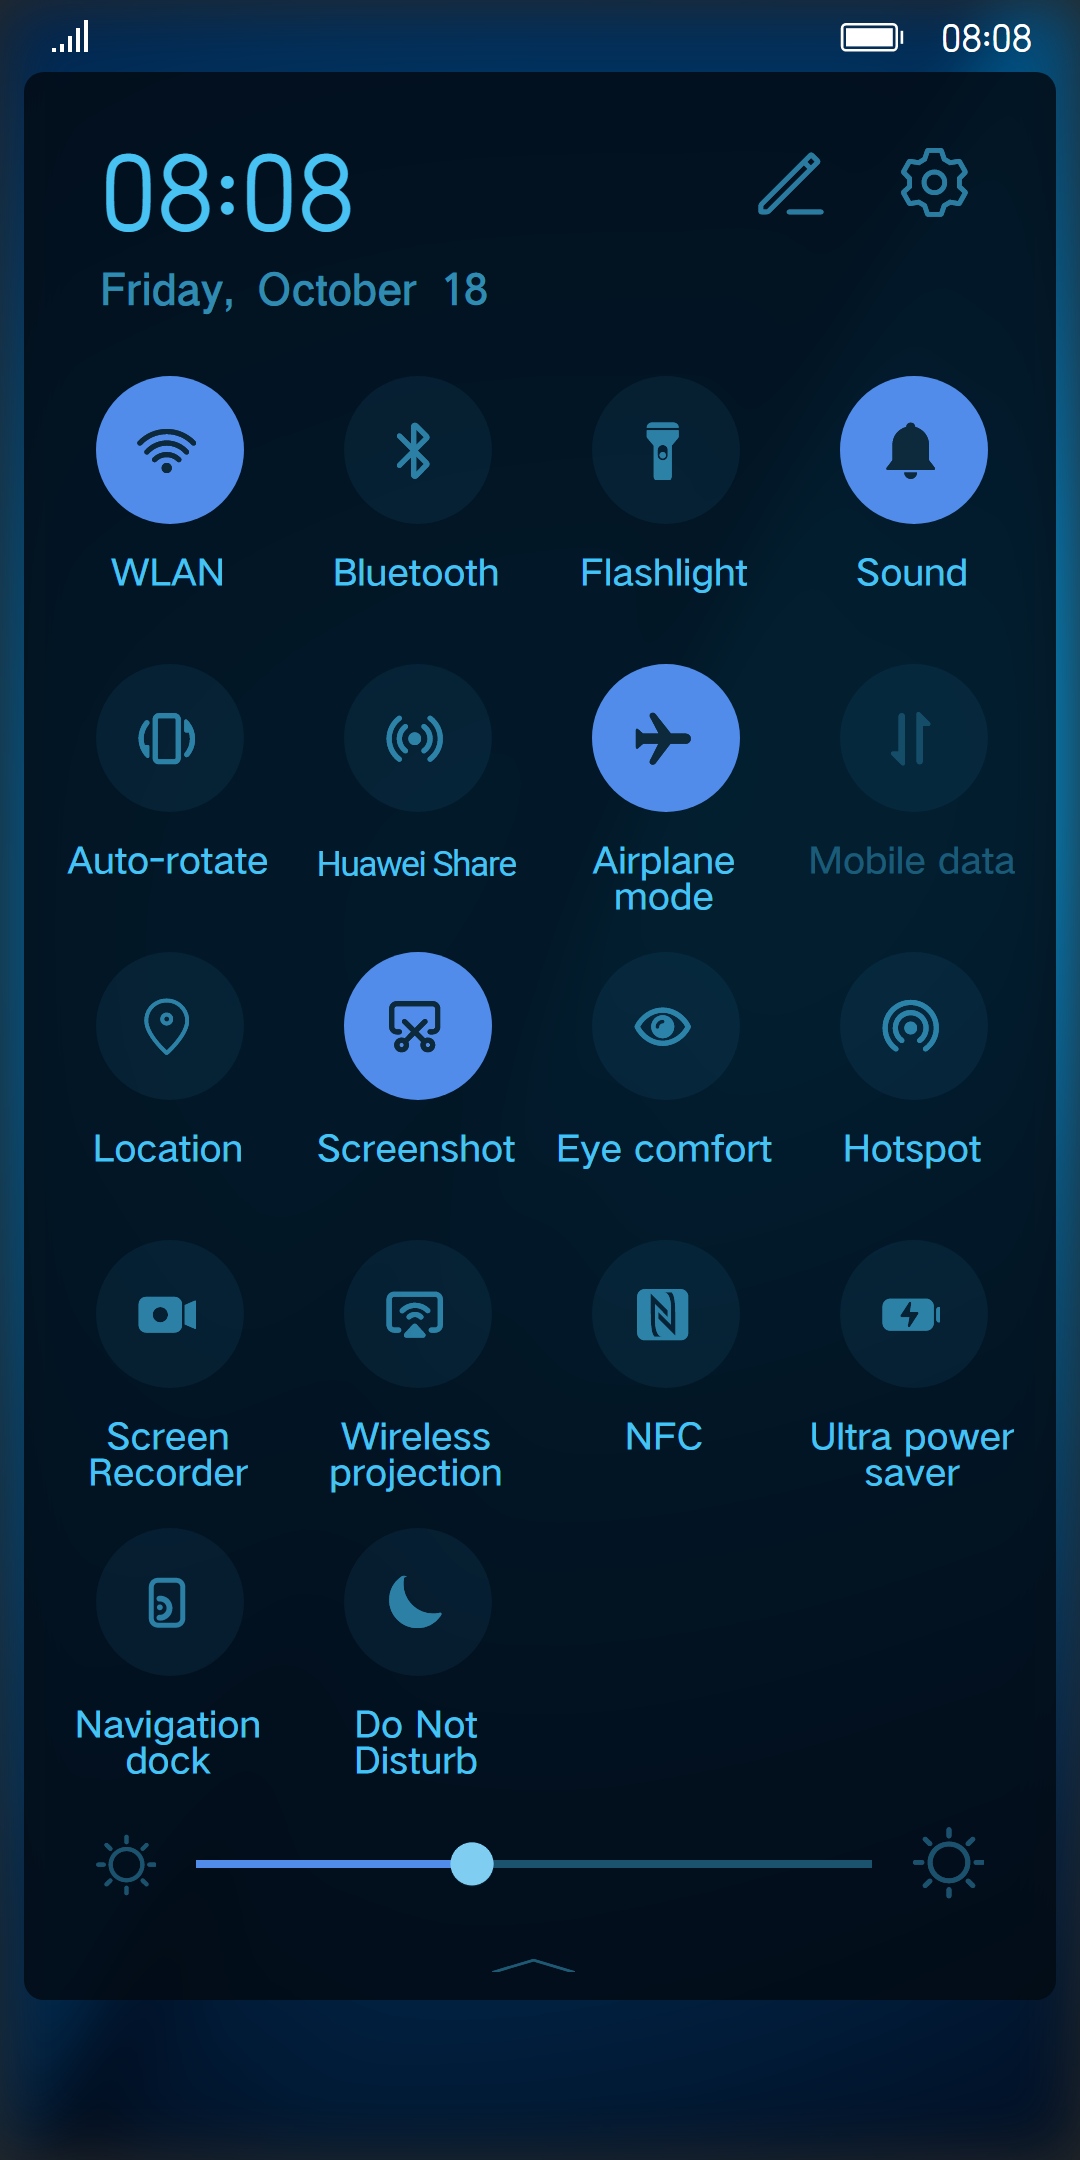 08:08
08:08
Friday, October 18
WLAN
Bluetooth
Flashlight
Sound
Auto-rotate
Huawei Share
Airplane
mode
Mobile data
Location
Screenshot
Eye comfort
Hotspot
Screen
Recorder
Wireless
projection
NFC
Ultra power
saver
Navigation
dock
Do Not
Disturb